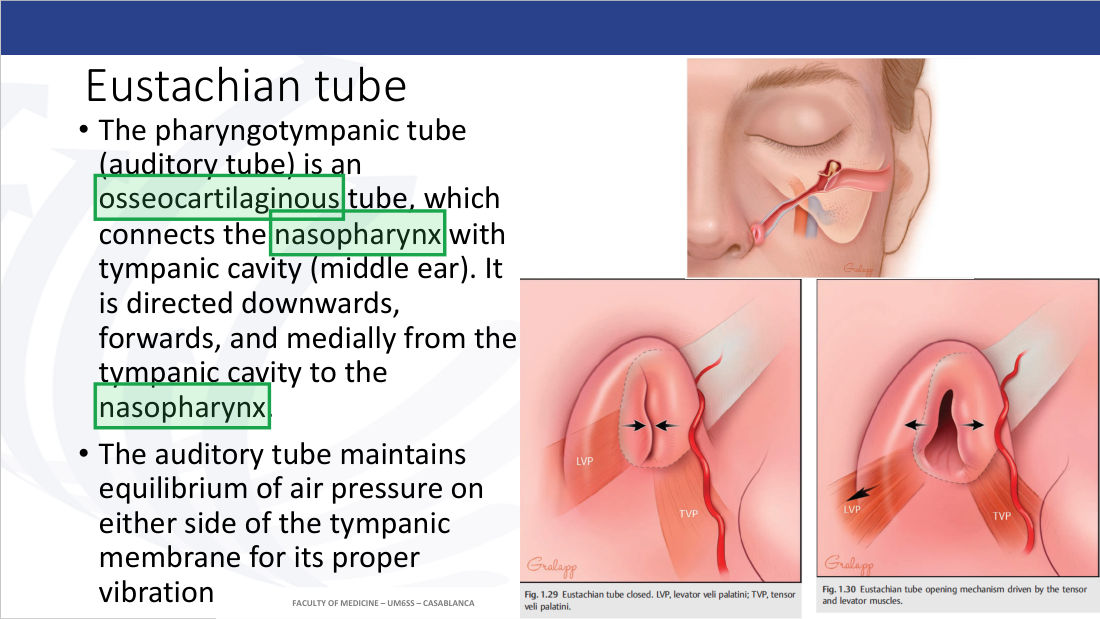 Eustachian tube
• The pharyngotympanic tube
(auditory tube) is an
osseocartilaginous tube, which
connects the nasopharynx with
tympanic cavity (middle ear). It
is directed downwards,
forwards, and medially from the
tympanic cavity to the
nasopharynx.
• The auditory tube maintains
equilibrium of air pressure on
either side of the tympanic
membrane for its proper
vibration
FACULTY OF MEDICINE – UM6SS – CASABLANCA
Gralapp
LVP
TVP
Gralapp
Fig. 1.29 Eustachian tube closed. LVP, levator veli palatini; TVP, tensor
veli palatini.
LVP
TVP
Gralapp
Fig. 1.30 Eustachian tube opening mechanism driven by the tensor
and levator muscles.